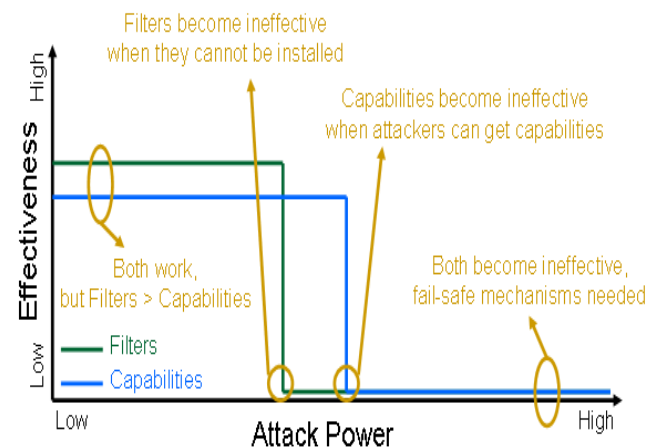 Filters become ineffective
when they cannot be installed
Capabilities become ineffective
when attackers can get capabilities
High
Effectiveness
Low
Both work,
but Filters > Capabilities
Both become ineffective,
fail-safe mechanisms needed
Filters
Capabilities
Low
Attack Power
High